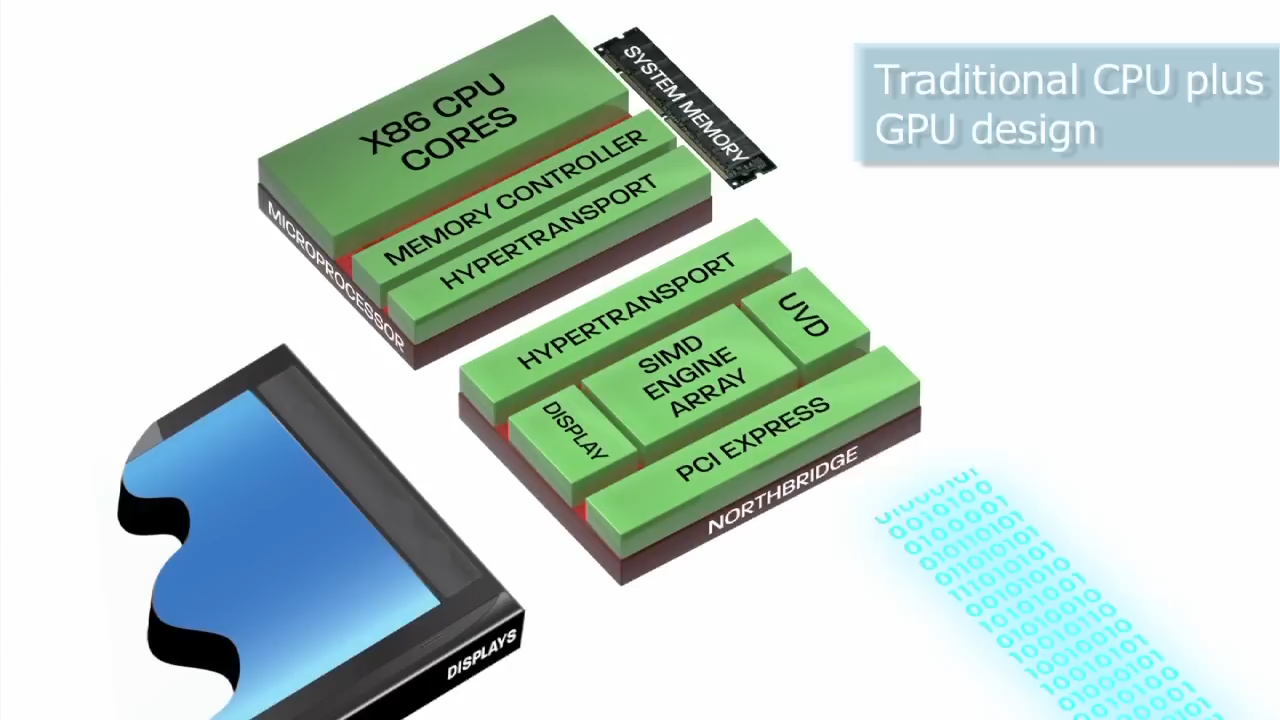 Traditional CPU plus
GPU design
X86 CPU
CORES
SYSTEM MEMORY
MEMORY CONTROLLER
HYPERTRANSPORT
MICROPROCESSOR
HYPERTRANSPORT
UVD
SIMD
ENGINE
ARRAY
DISPLAY
PCI EXPRESS
NORTHBRIDGE
DISPLAYS